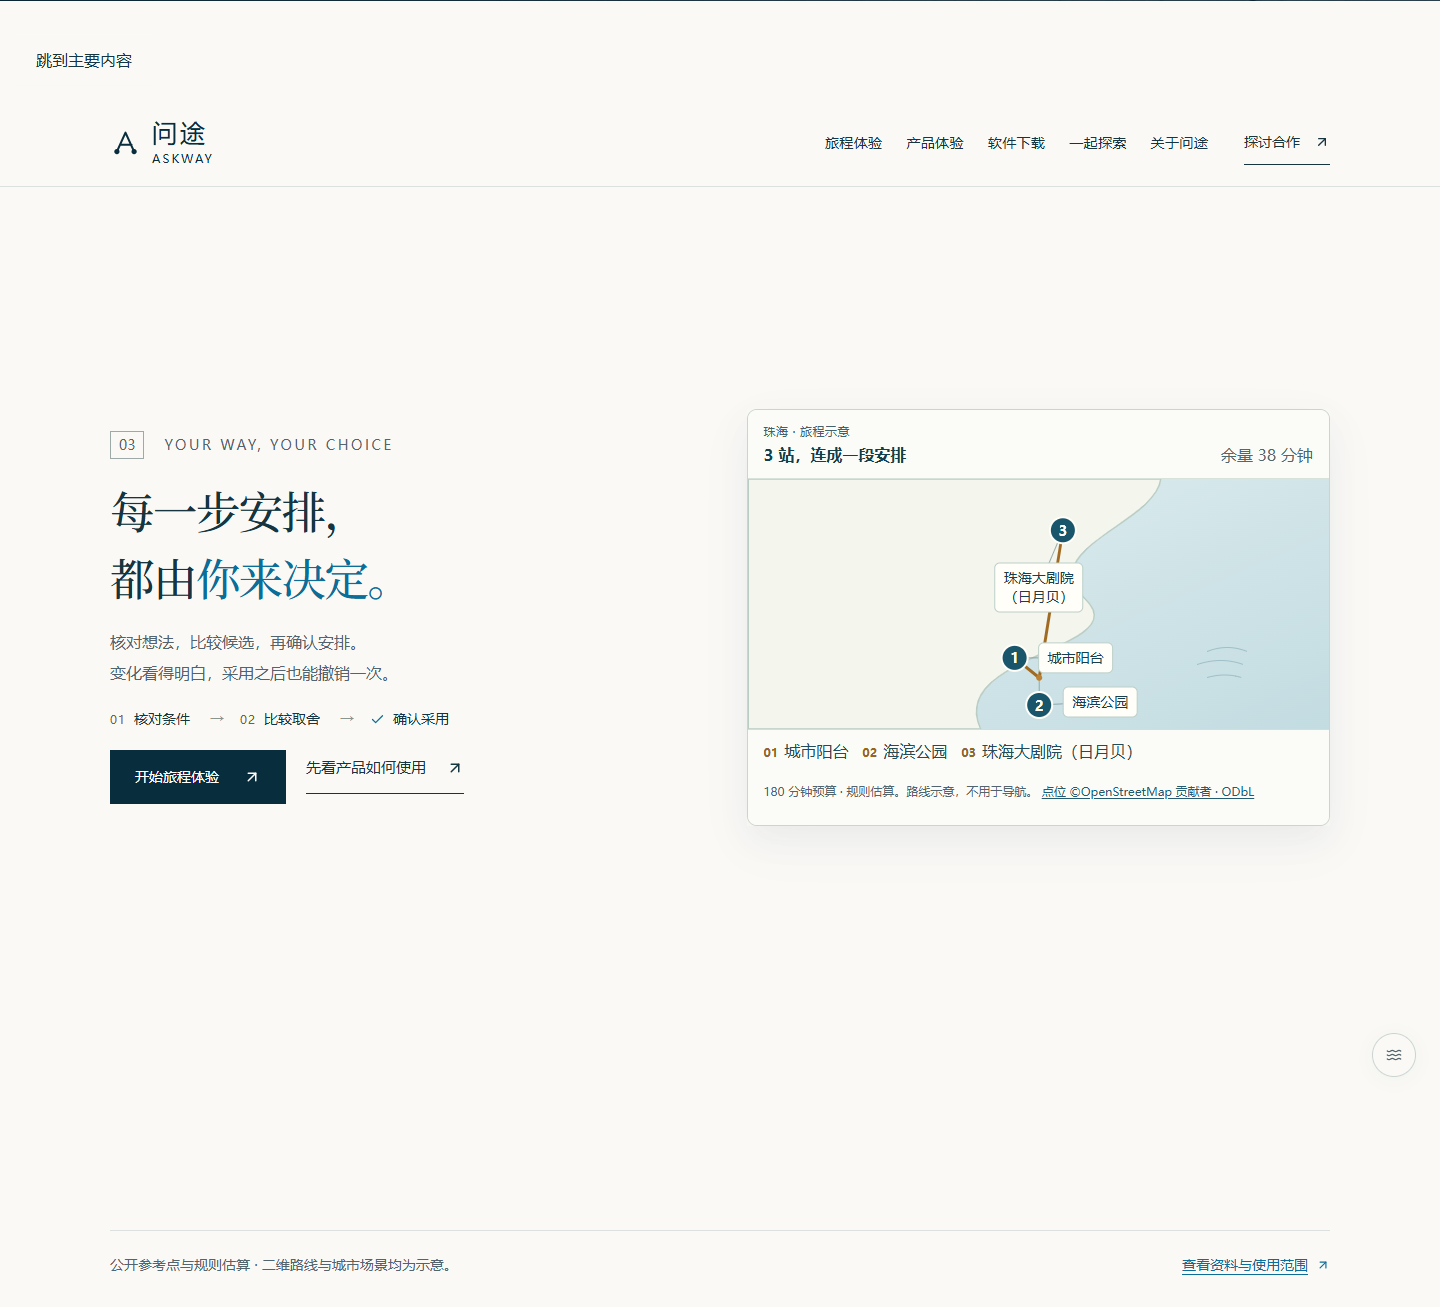 跳到主要内容
问途
ASKWAY
旅程体验 产品体验 软件下载 一起探索 关于问途 探讨合作
03 YOUR WAY, YOUR CHOICE
每一步安排，
都由你来决定。
核对想法，比较候选，再确认安排。
变化看得明白，采用之后也能撤销一次。
01 核对条件 → 02 比较取舍 → 确认采用
开始旅程体验 先看产品如何使用
珠海 · 旅程示意
3 站，连成一段安排 余量 38 分钟
3
珠海大剧院
（日月贝）
1 城市阳台
2 海滨公园
01 城市阳台 02 海滨公园 03 珠海大剧院（日月贝）
180 分钟预算 · 规则估算。路线示意，不用于导航。 点位 ©OpenStreetMap 贡献者 · ODbL
公开参考点与规则估算 · 二维路线与城市场景均为示意。 查看资料与使用范围